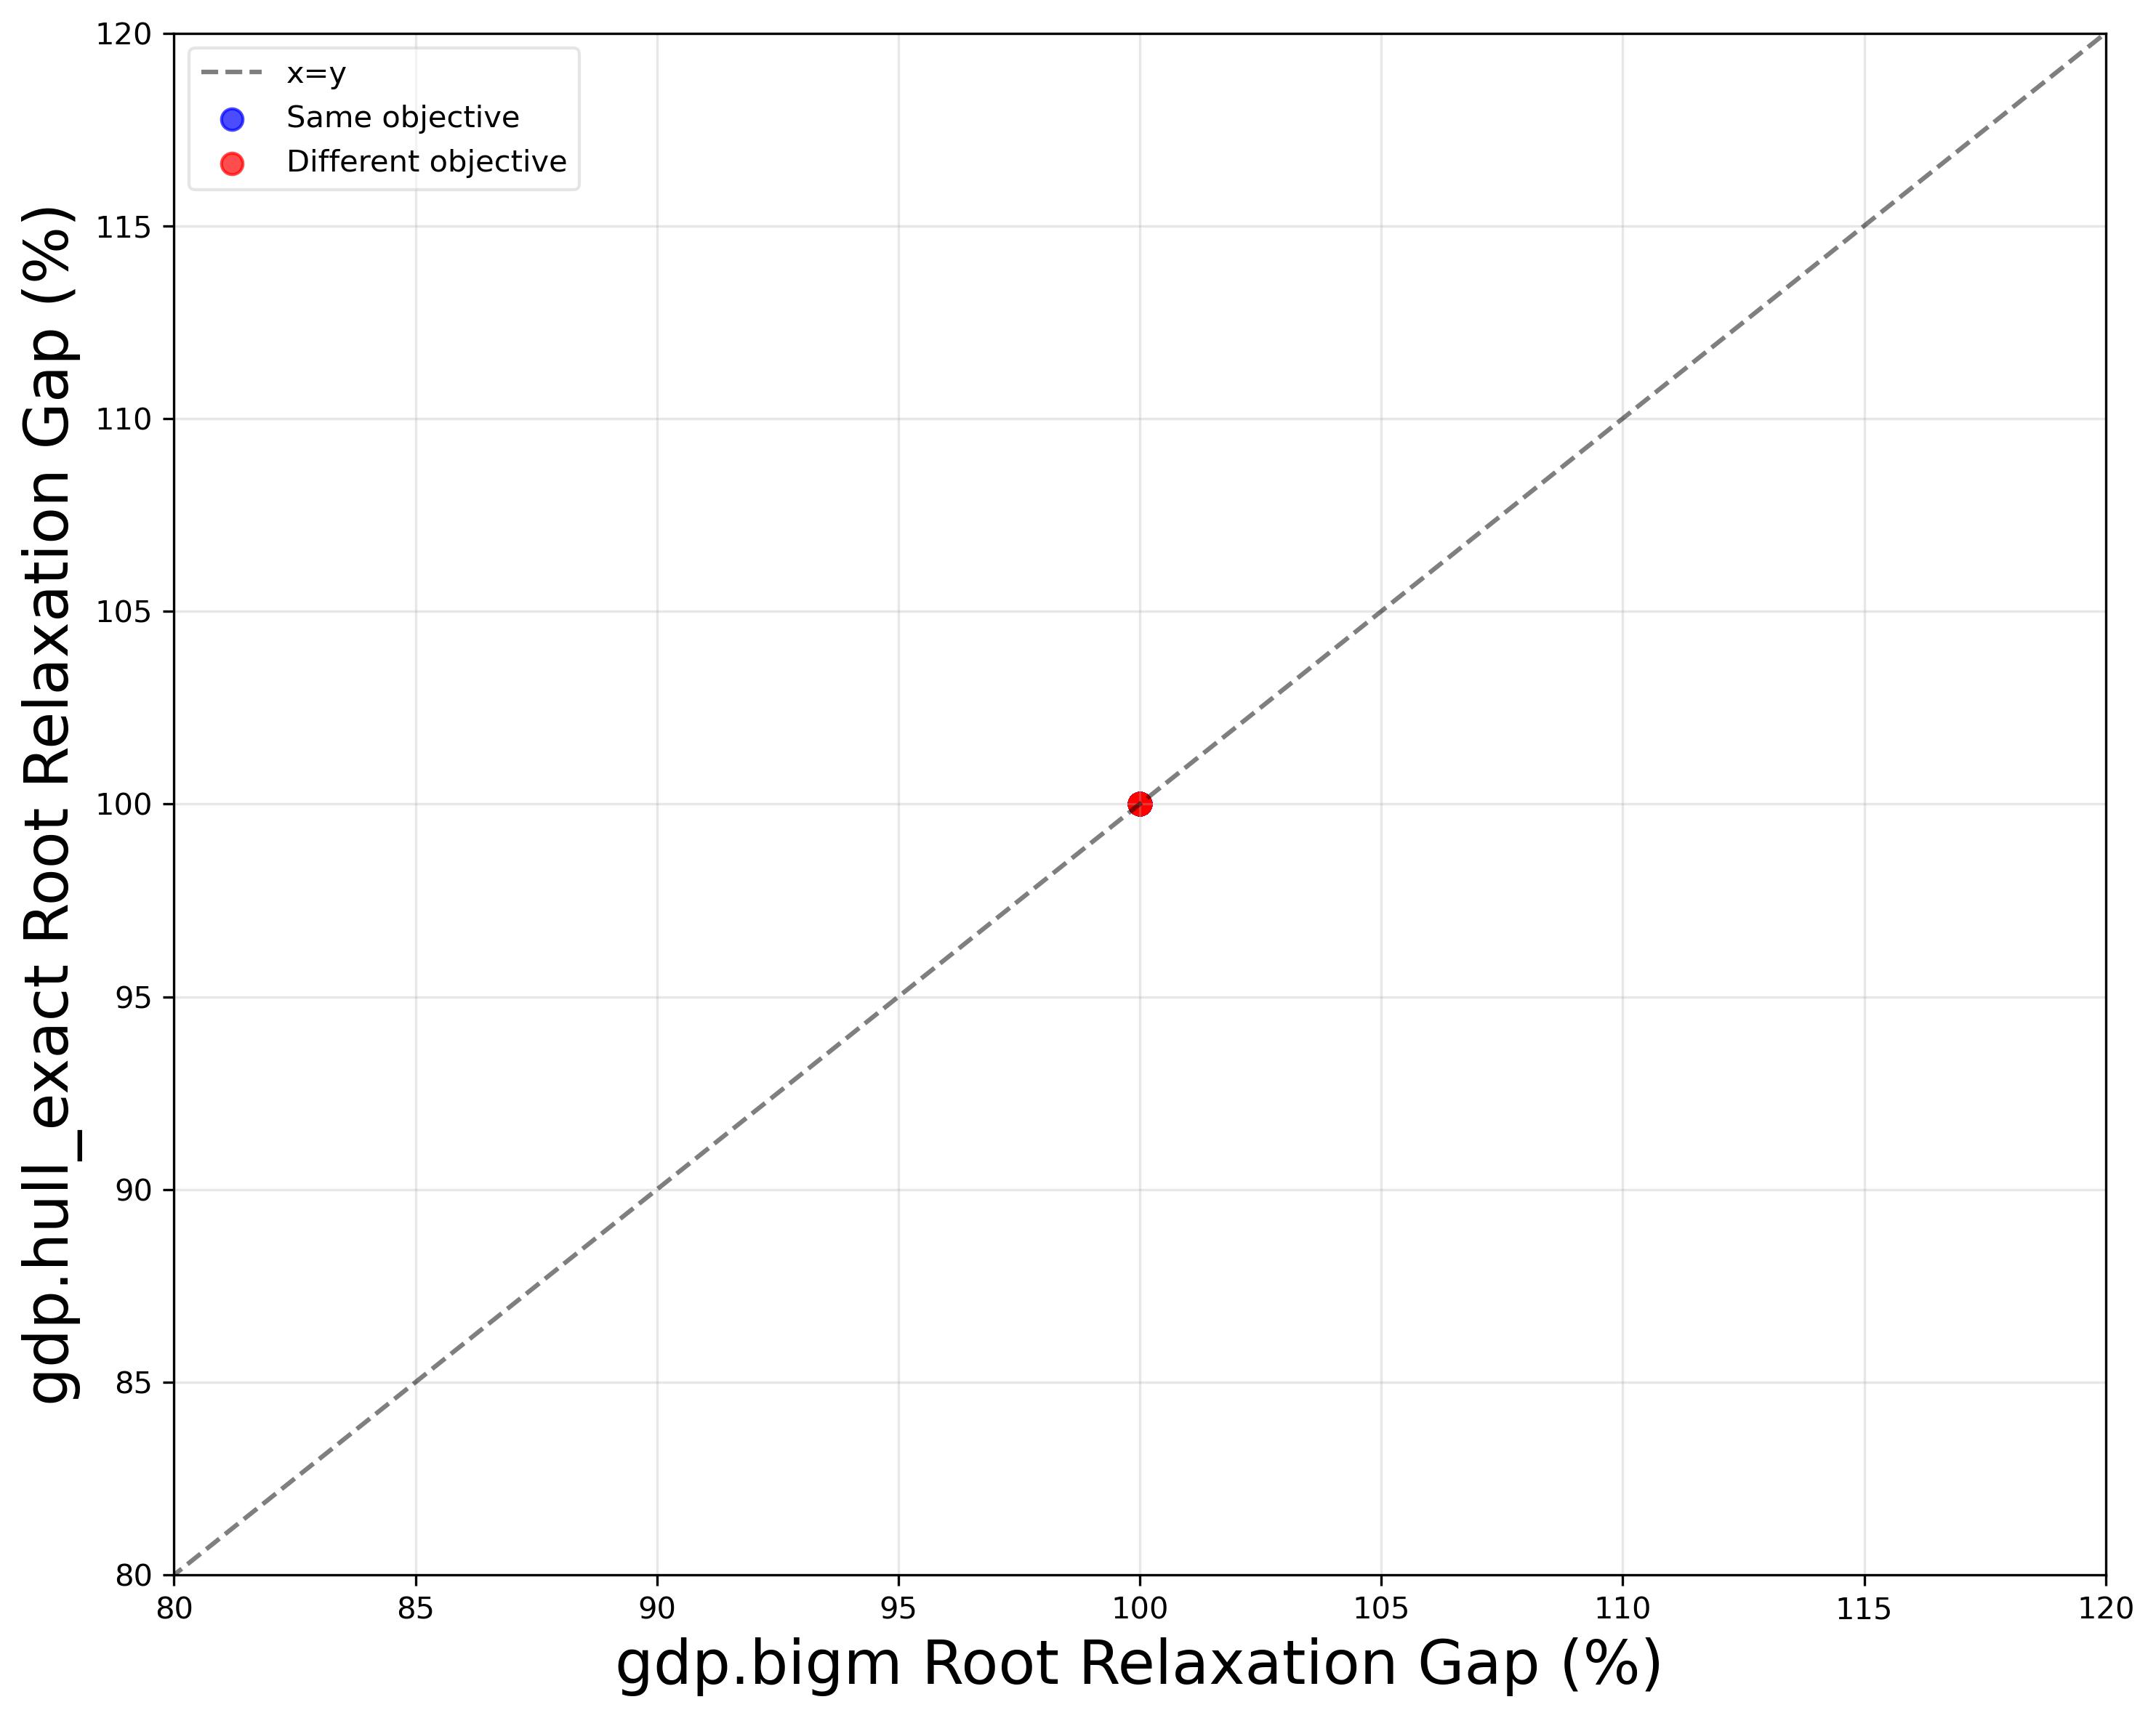 120
115
110
105
100
95
90
85
80
gdp.hull_exact Root Relaxation Gap (%)
x=y
Same objective
Different objective
80 85 90 95 100 105 110 115 120
gdp.bigm Root Relaxation Gap (%)